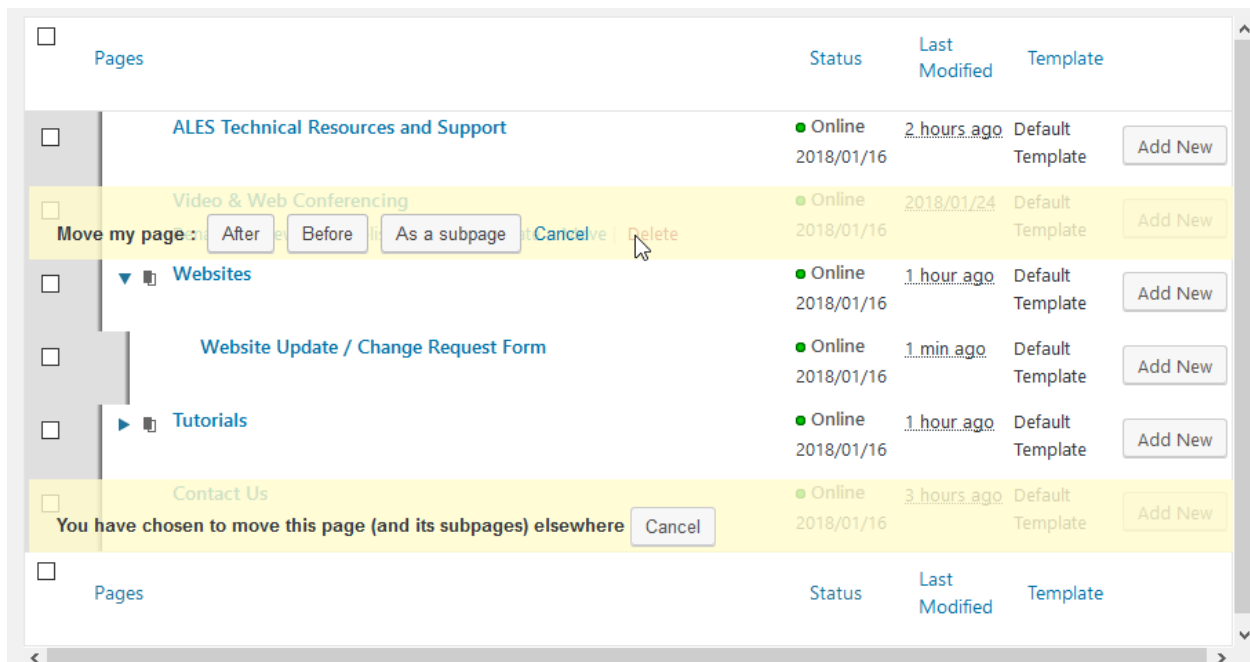 Pages Status Last Modified Template
ALES Technical Resources and Support Online 2 hours ago Default
2018/01/16 Template Add New
Video & Web Conferencing Online 2018/01/24 Default
2018/01/16 Template Add New
Move my page : After Before As a subpage Cancel Delete
Websites Online 1 hour ago Default
2018/01/16 Template Add New
Website Update / Change Request Form Online 1 min ago Default
2018/01/16 Template Add New
Tutorials Online 1 hour ago Default
2018/01/16 Template Add New
Contact Us Online 3 hours ago Default
2018/01/16 Template Add New
You have chosen to move this page (and its subpages) elsewhere Cancel
Pages Status Last Modified Template